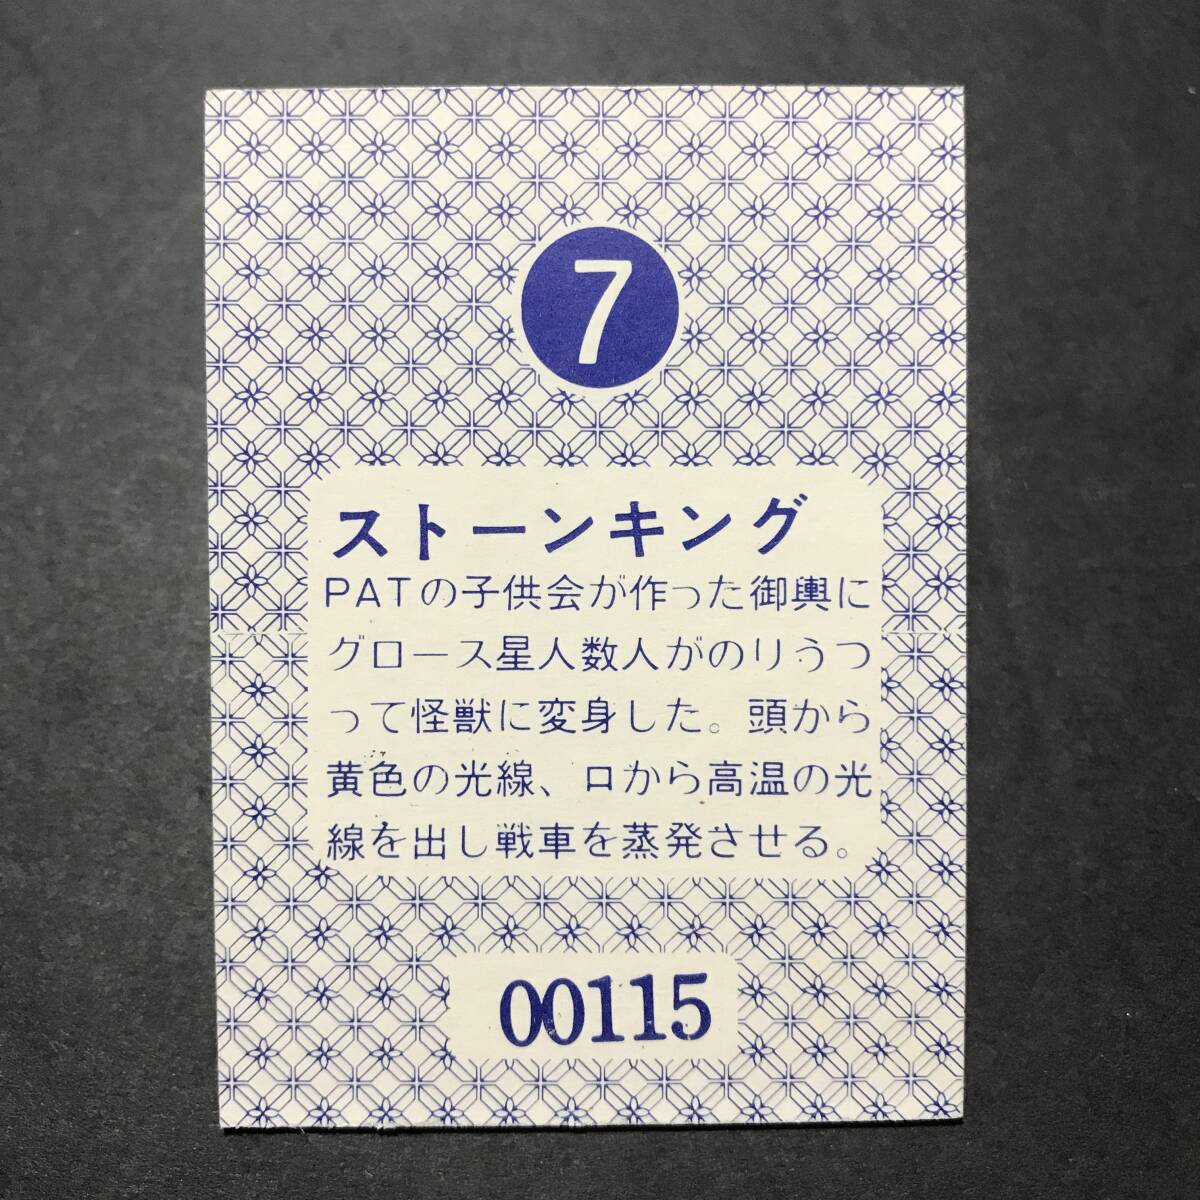 7
ストーンキング
PATの子供会が作った御輿に
グロース星人数人がのりうつ
って怪獣に変身した。頭から
黄色の光線、口から高温の光
線を出し戦車を蒸発させる。
00115